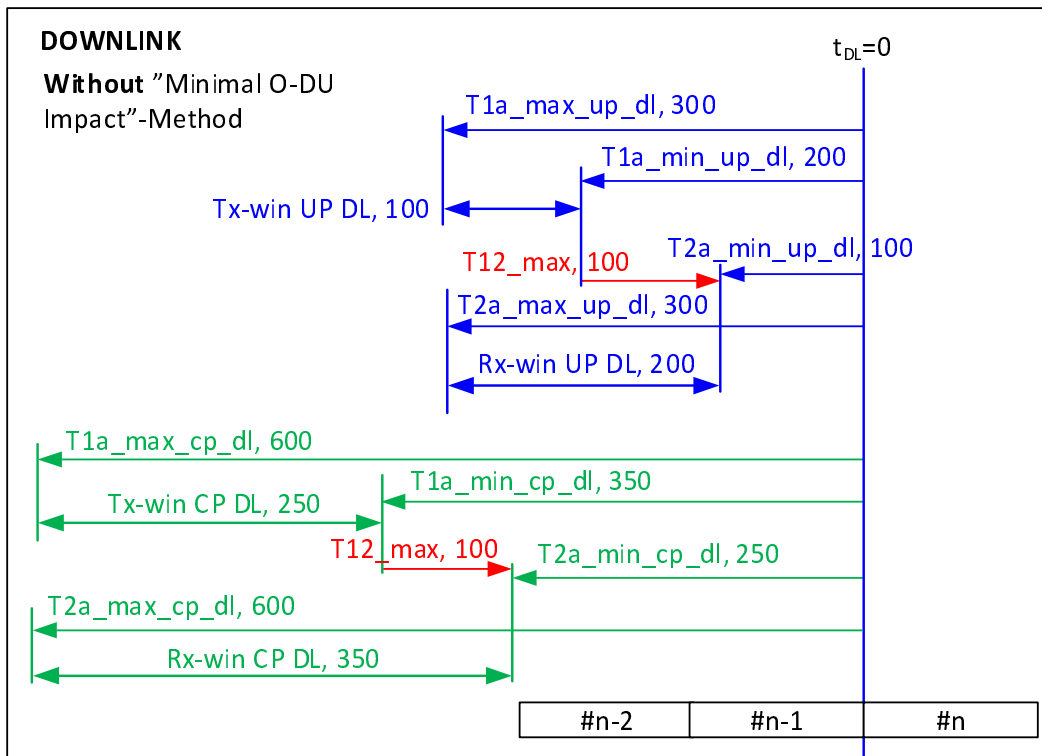 DOWNLINK
Without ”Minimal O-DU
Impact”-Method
tDL=0
T1a_max_up_dl, 300
T1a_min_up_dl, 200
Tx-win UP DL, 100
T2a_min_up_dl, 100
T12_max, 100
T2a_max_up_dl, 300
Rx-win UP DL, 200
T1a_max_cp_dl, 600
T1a_min_cp_dl, 350
Tx-win CP DL, 250
T12_max, 100
T2a_min_cp_dl, 250
T2a_max_cp_dl, 600
Rx-win CP DL, 350
#n-2
#n-1
#n